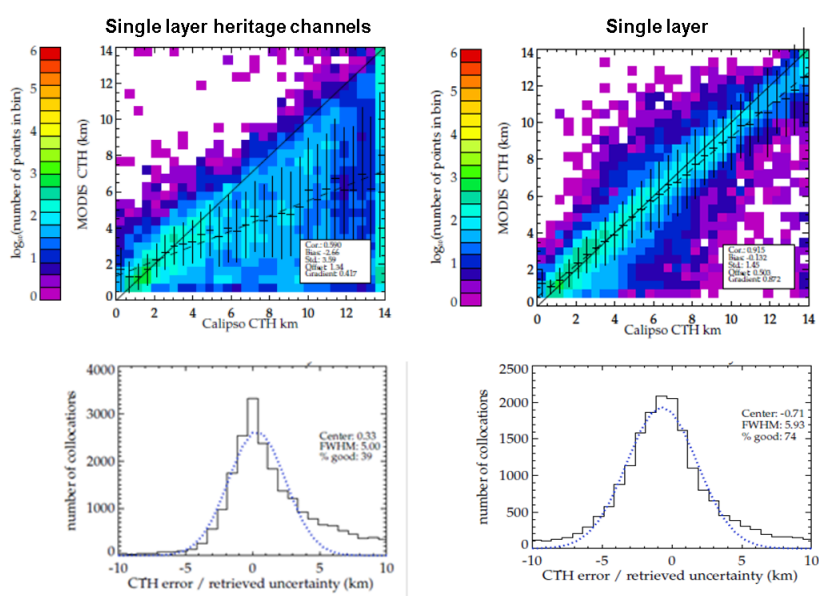 Single layer heritage channels
Single layer
6
5
4
3
2
1
0
log₁₀(number of points in bin)
14
12
10
8
6
4
2
0
MODIS CTH (km)
Cor.: 0.590
Bias: -2.66
Std.: 3.59
Offset: 1.34
Gradient: 0.417
0 2 4 6 8 10 12 14
Calipso CTH km
6
5
4
3
2
1
0
log₁₀(number of points in bin)
14
12
10
8
6
4
2
0
MODIS CTH (km)
Cor.: 0.915
Bias: -0.132
Std.: 1.45
Offset: 0.503
Gradient: 0.872
0 2 4 6 8 10 12 14
Calipso CTH km
4000
3000
2000
1000
0
number of collocations
Center: 0.33
FWHM: 5.00
% good: 39
-10 -5 0 5 10
CTH error / retrieved uncertainty (km)
2500
2000
1500
1000
500
0
number of collocations
Center: -0.71
FWHM: 5.93
% good: 74
-10 -5 0 5 10
CTH error / retrieved uncertainty (km)